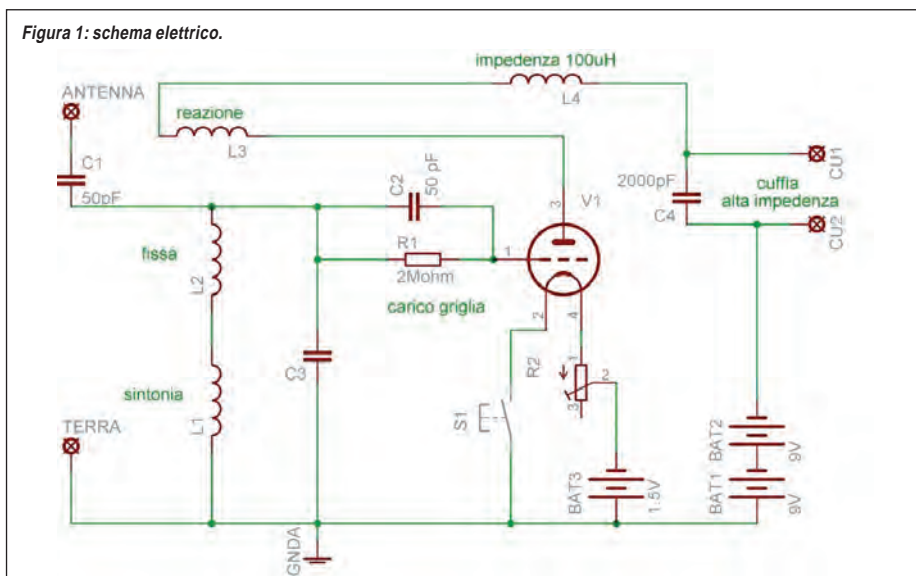 Figura 1: schema elettrico.
impedenza 100uH
ANTENNA
L4
reazione
L3
C1
50pF
C2
50 pF
3
V1
2000pF
C4
cuffia
alta impedenza
CU1
CU2
fissa
L2
R1
2Mohm
1
carico griglia
2
4
R2
1
2
3
C3
sintonia
L1
S1
TERRA
BAT3
1.5V
BAT2
9V
BAT1
9V
GNDA